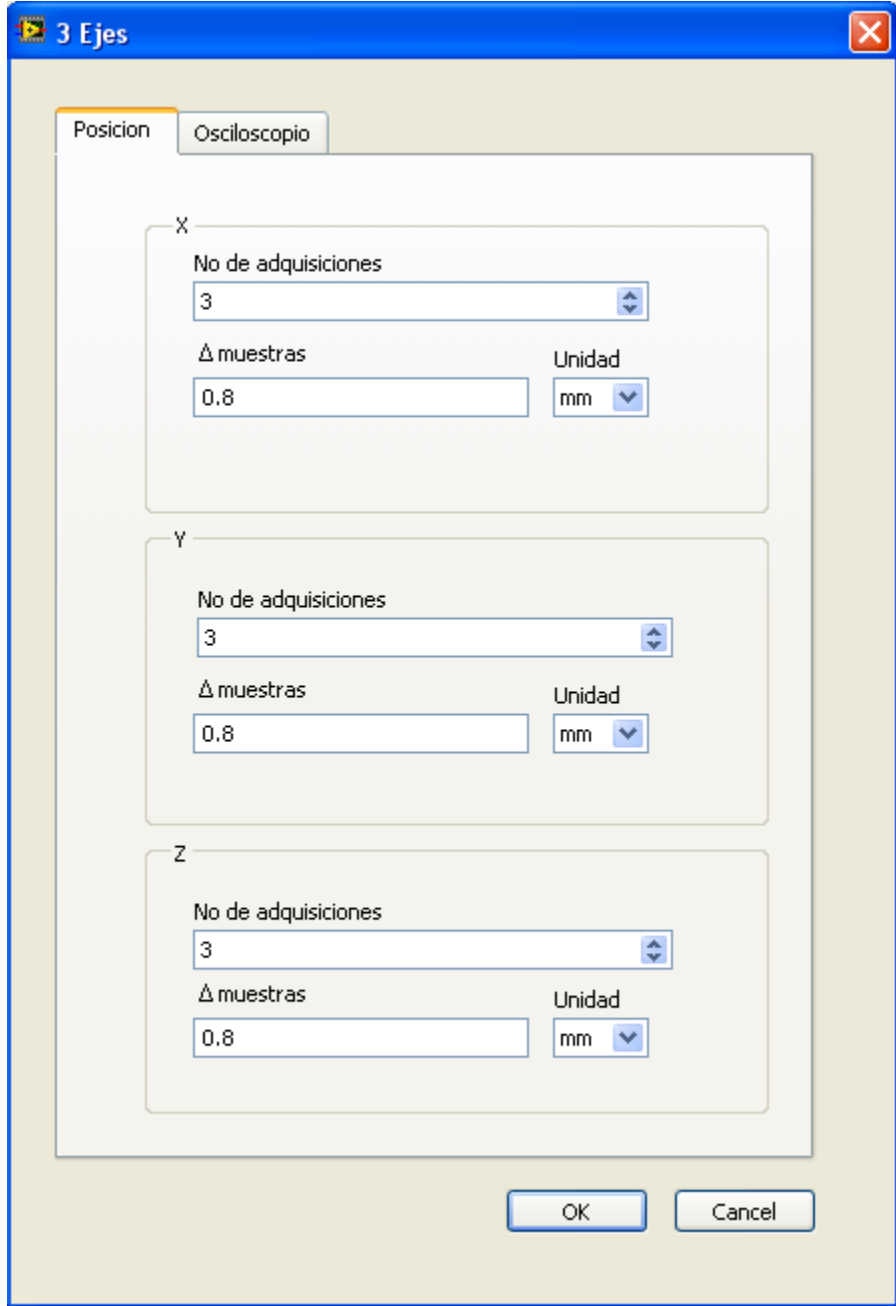 3 Ejes
Posicion
Osciloscopio
X
No de adquisiciones
3
Δ muestras
Unidad
0.8
mm
Y
No de adquisiciones
3
Δ muestras
Unidad
0.8
mm
Z
No de adquisiciones
3
Δ muestras
Unidad
0.8
mm
OK
Cancel